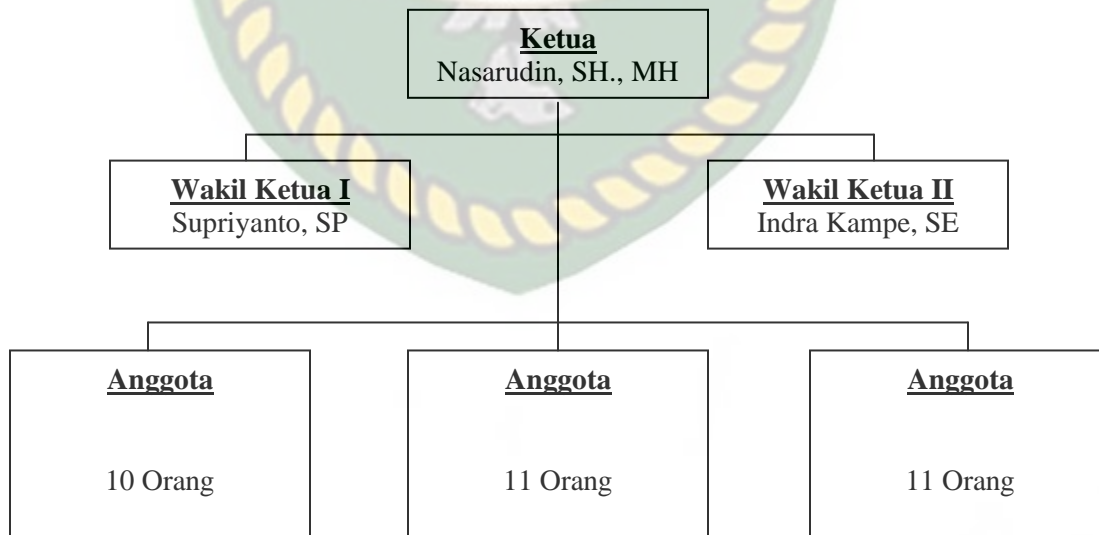 Ketua
Nasarudin, SH., MH
Wakil Ketua I
Supriyanto, SP
Wakil Ketua II
Indra Kampe, SE
Anggota
10 Orang
Anggota
11 Orang
Anggota
11 Orang